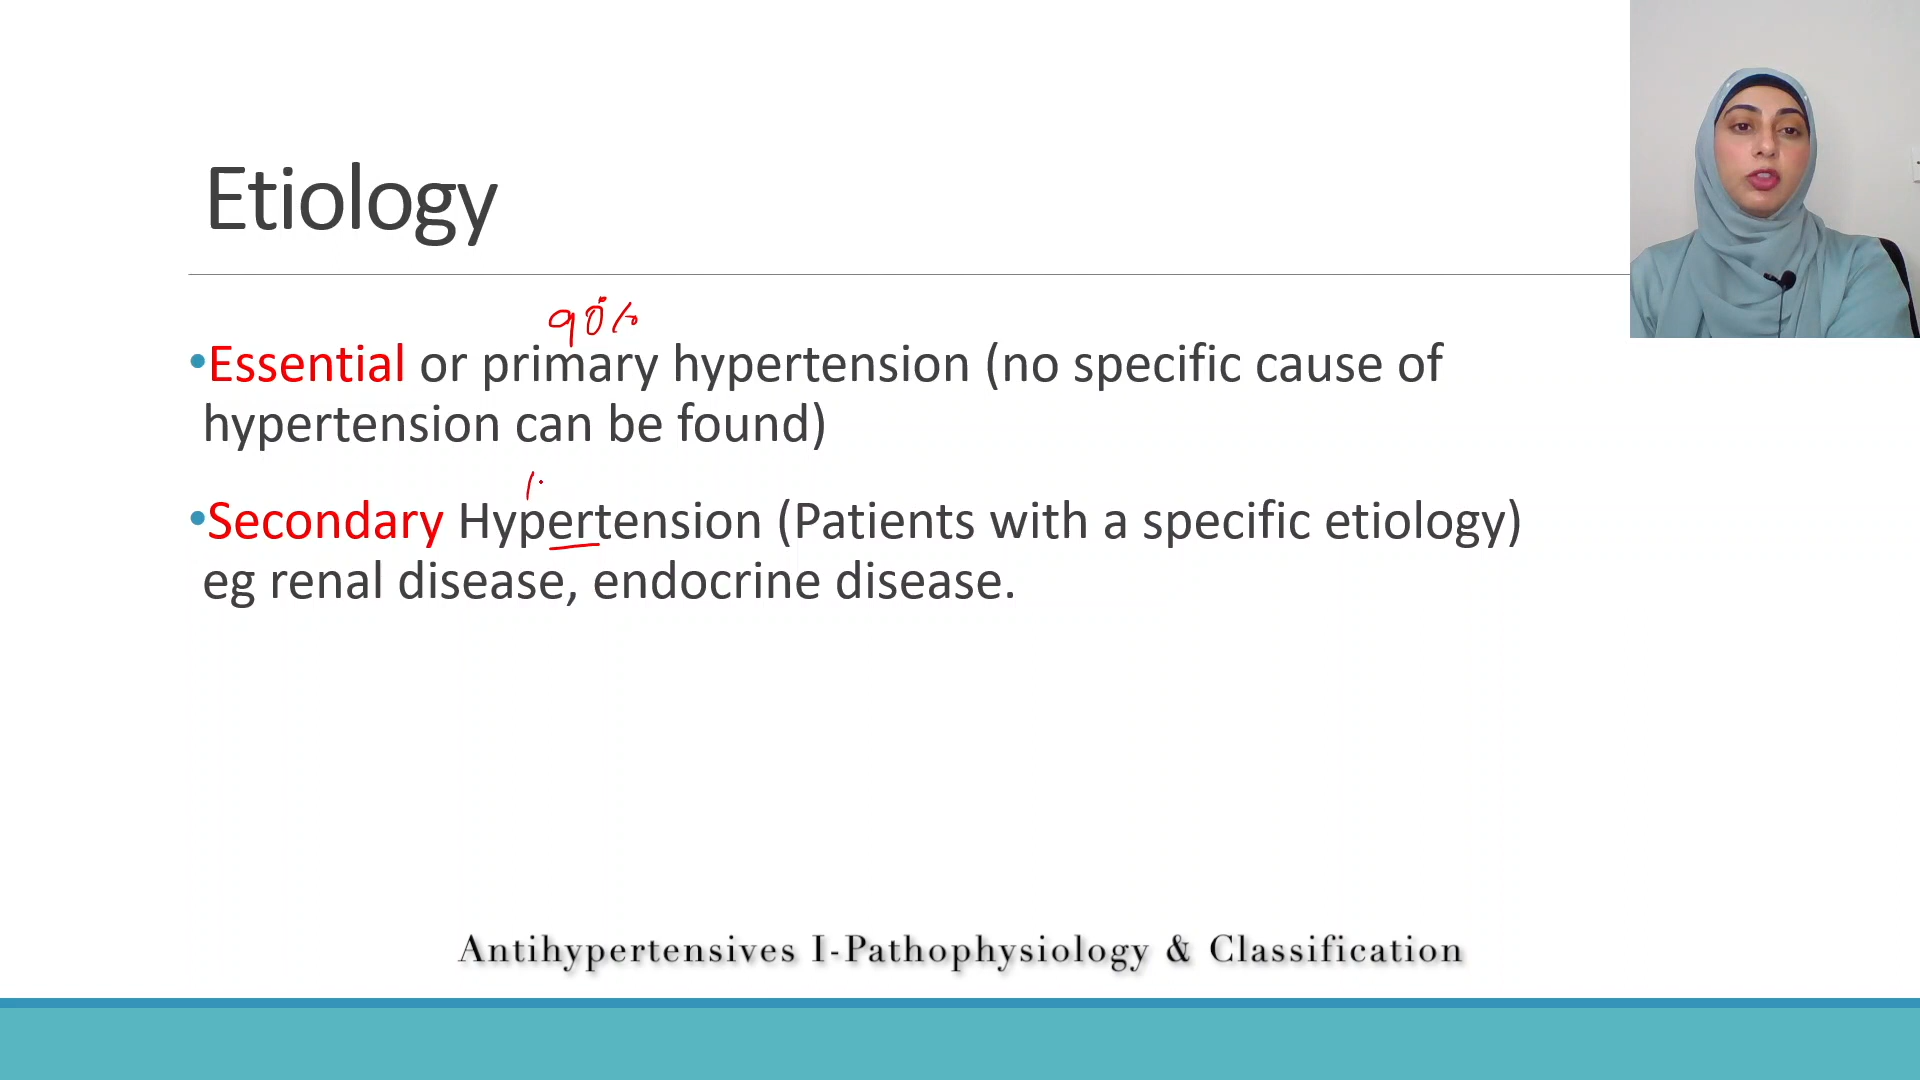 Etiology
90%
•Essential or primary hypertension (no specific cause of
hypertension can be found)
•Secondary Hypertension (Patients with a specific etiology)
eg renal disease, endocrine disease.
Antihypertensives I-Pathophysiology & Classification